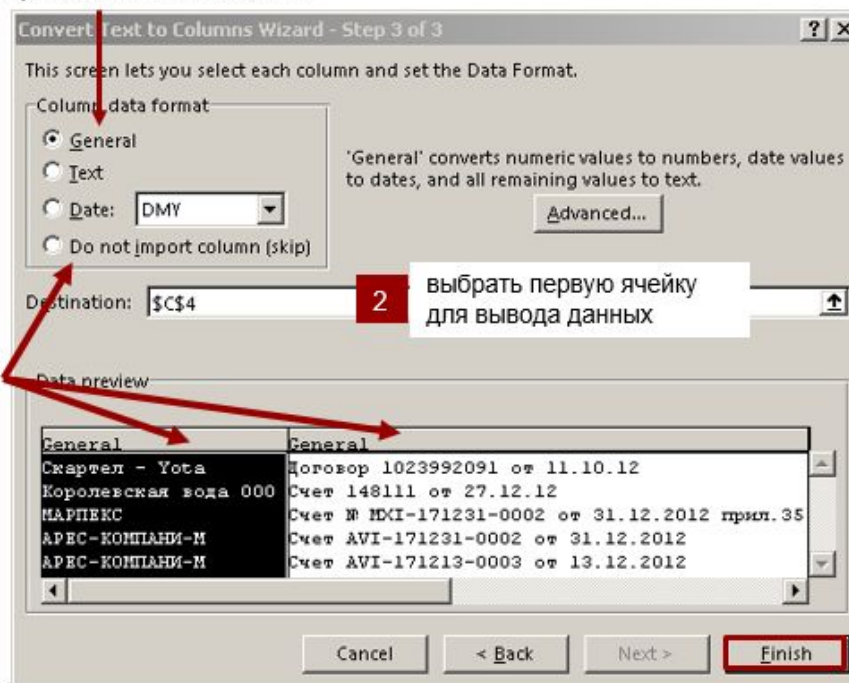 Convert Text to Columns Wizard - Step 3 of 3
This screen lets you select each column and set the Data Format.
Column data format
General
Text
Date: DMY
Do not import column (skip)
'General' converts numeric values to numbers, date values
to dates, and all remaining values to text.
Advanced...
Destination: $C$4
2
выбрать первую ячейку
для вывода данных
Data preview
General General
Скартел - Yota Договор 1023992091 от 11.10.12
Королевская вода ООО Счет 148111 от 27.12.12
МАРПЕКС Счет № MXI-171231-0002 от 31.12.2012 прил.35
АРЕС-КОМПАНИ-М Счет AVI-171231-0002 от 31.12.2012
АРЕС-КОМПАНИ-М Счет AVI-171213-0003 от 13.12.2012
Cancel
< Back
Next >
Finish